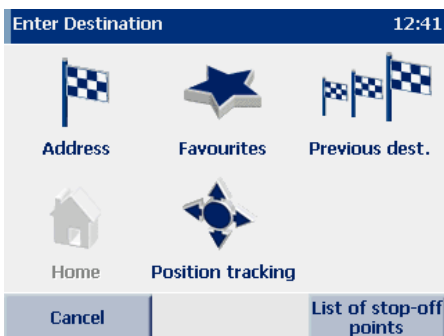 Enter Destination 12:41
Address Favourites Previous dest.
Home Position tracking
Cancel List of stop-off
points